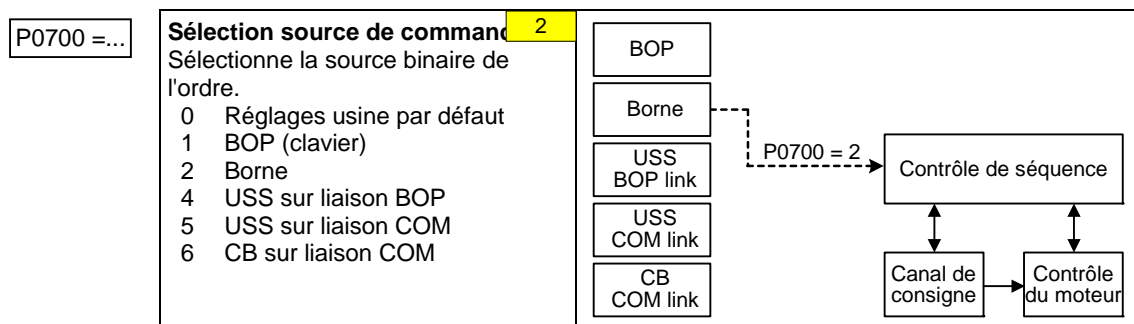 P0700 =...
Sélection source de comman
2
Sélectionne la source binaire de
l'ordre.
0 Réglages usine par défaut
1 BOP (clavier)
2 Borne
4 USS sur liaison BOP
5 USS sur liaison COM
6 CB sur liaison COM
BOP
Borne
USS
BOP link
USS
COM link
CB
COM link
P0700 = 2
Contrôle de séquence
Canal de
consigne
Contrôle
du moteur